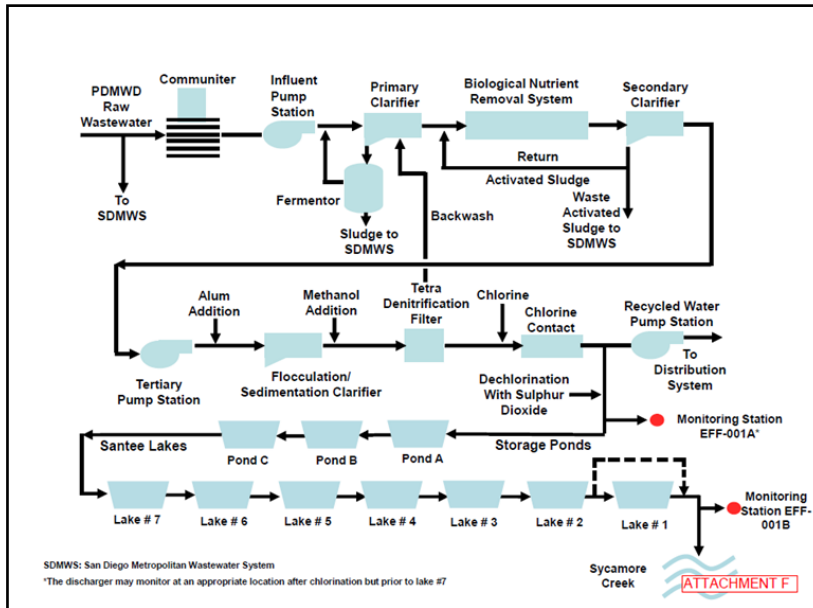 Communiter
PDMWD
Raw
Wastewater
To
SDMWS
Influent
Pump
Station
Primary
Clarifier
Biological Nutrient
Removal System
Secondary
Clarifier
Return
Activated Sludge
Fermentor
Sludge to
SDMWS
Backwash
Waste
Activated
Sludge to
SDMWS
Alum
Addition
Methanol
Addition
Tetra
Denitrification
Filter
Chlorine
Chlorine
Contact
Recycled Water
Pump Station
To
Distribution
System
Tertiary
Pump Station
Flocculation/
Sedimentation Clarifier
Dechlorination
With Sulphur
Dioxide
Monitoring Station
EFF-001A*
Santee Lakes
Pond C
Pond B
Pond A
Storage Ponds
Lake # 7
Lake # 6
Lake # 5
Lake # 4
Lake # 3
Lake # 2
Lake # 1
Monitoring
Station EFF-
001B
Sycamore
Creek
SDMWS: San Diego Metropolitan Wastewater System
*The discharger may monitor at an appropriate location after chlorination but prior to lake #7
ATTACHMENT F